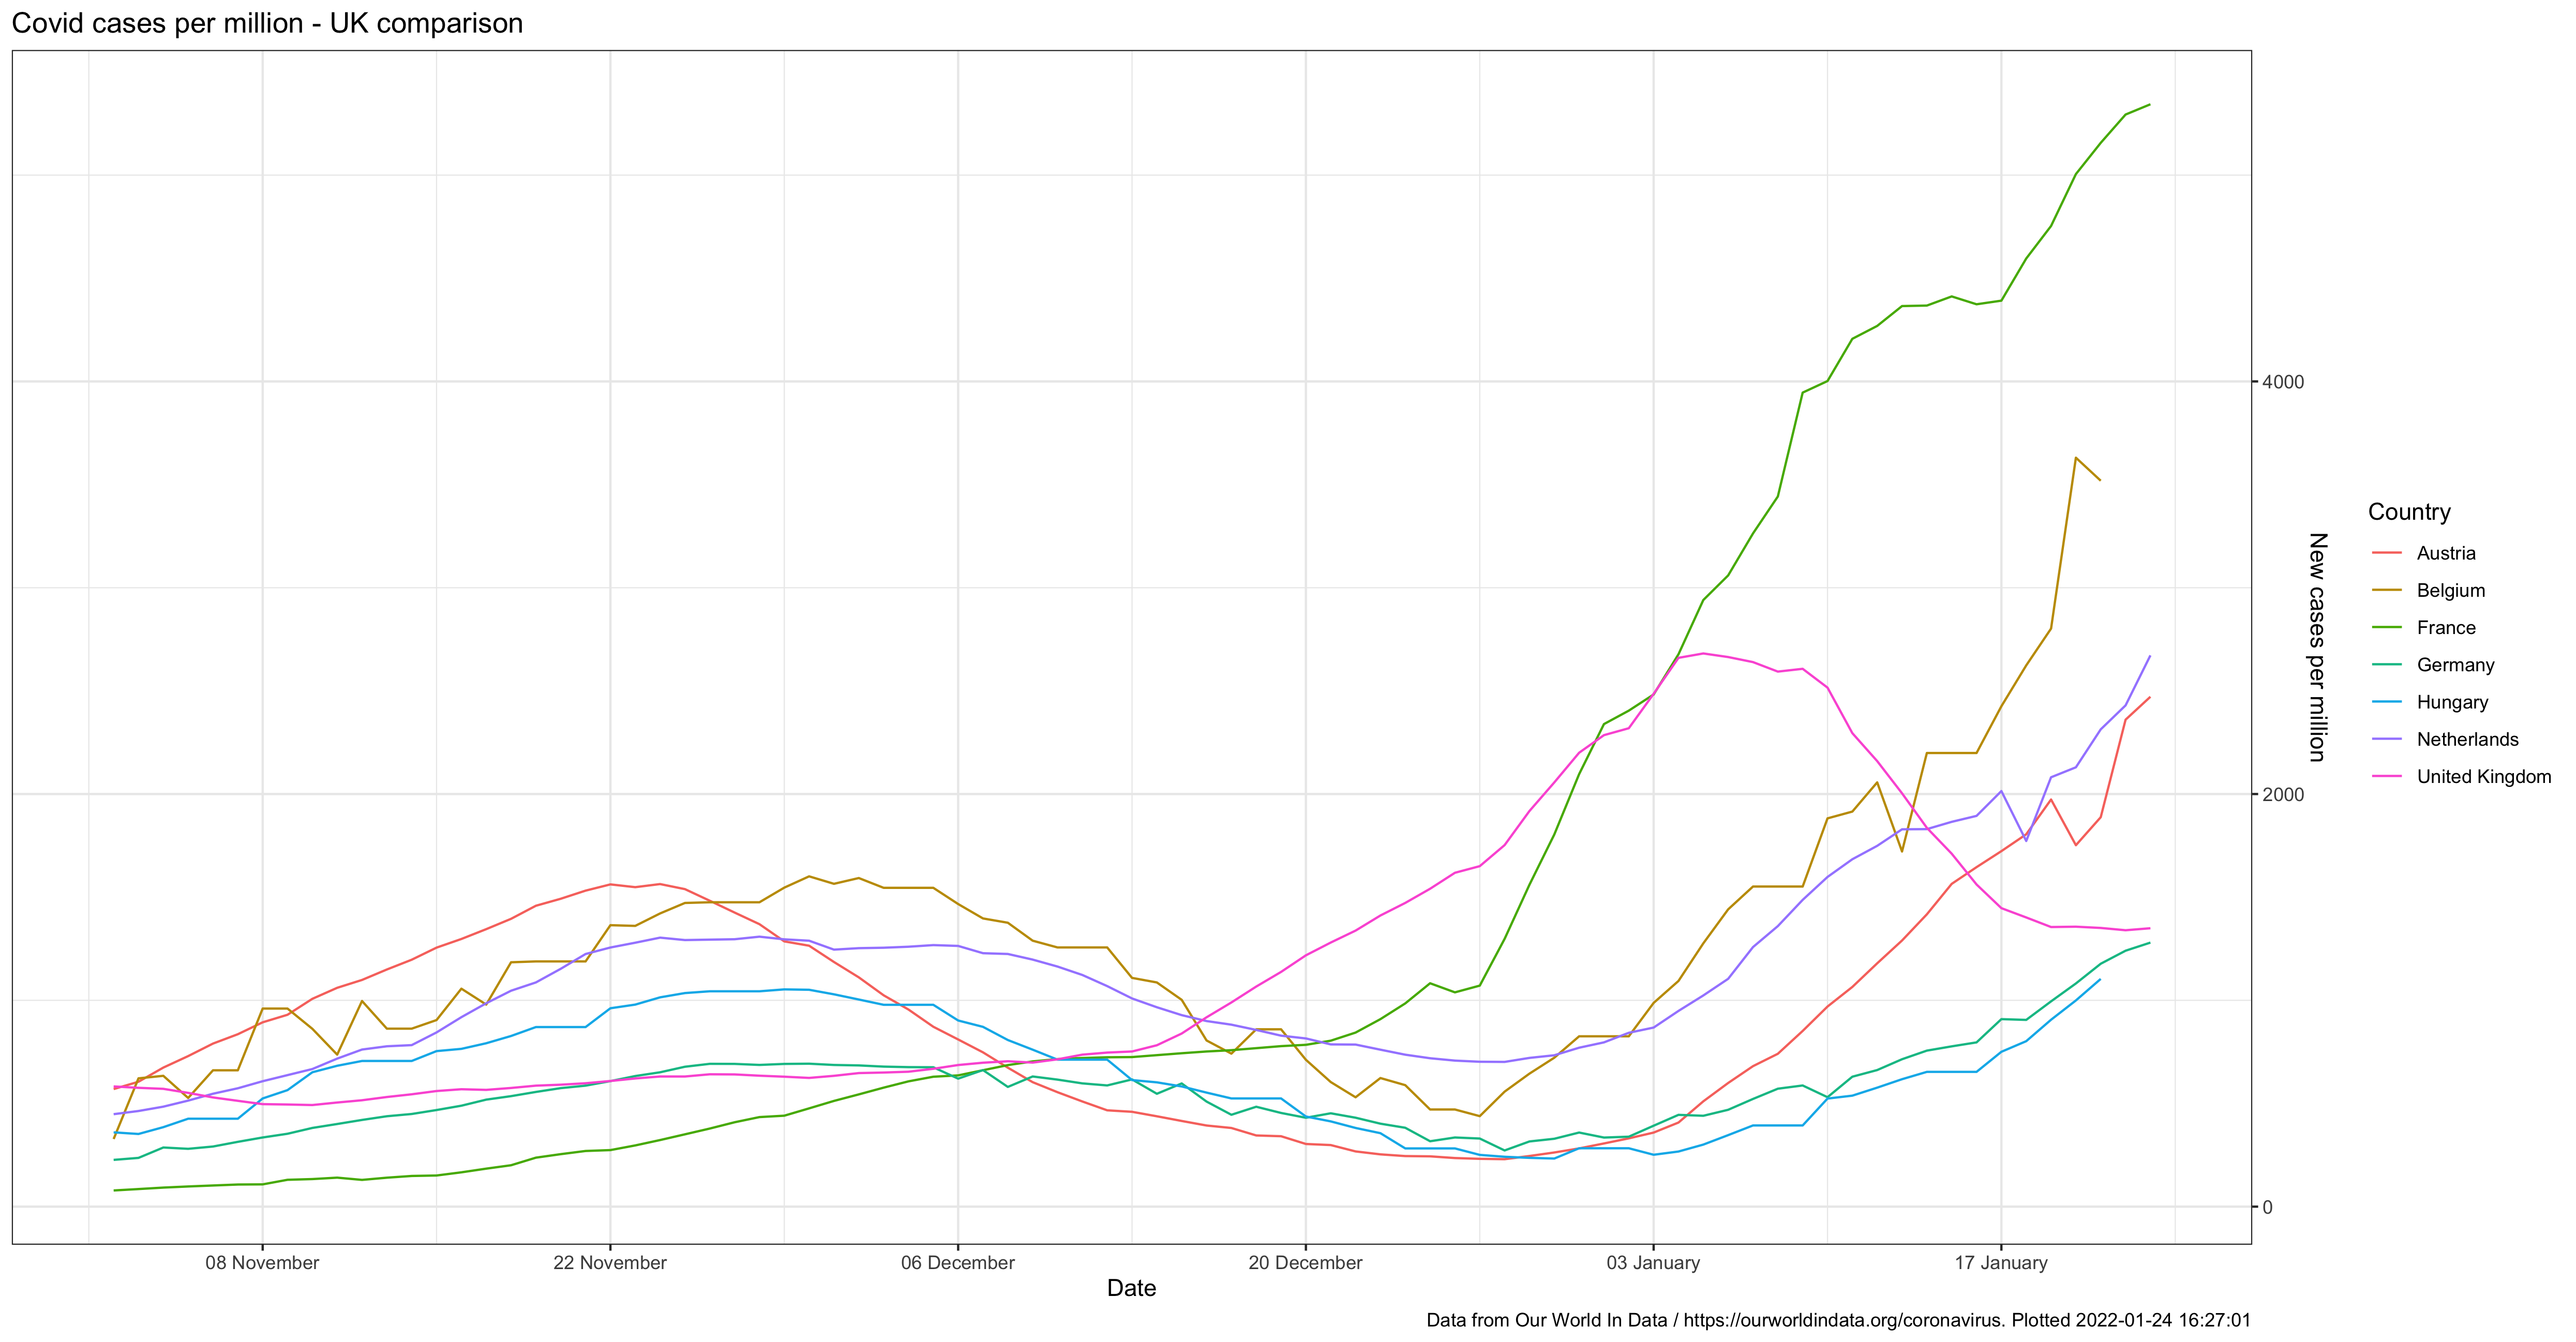 Covid cases per million - UK comparison
4000
2000
0
New cases per million
08 November
22 November
06 December
20 December
03 January
17 January
Date
Country
Austria
Belgium
France
Germany
Hungary
Netherlands
United Kingdom
Data from Our World In Data / https://ourworldindata.org/coronavirus. Plotted 2022-01-24 16:27:01